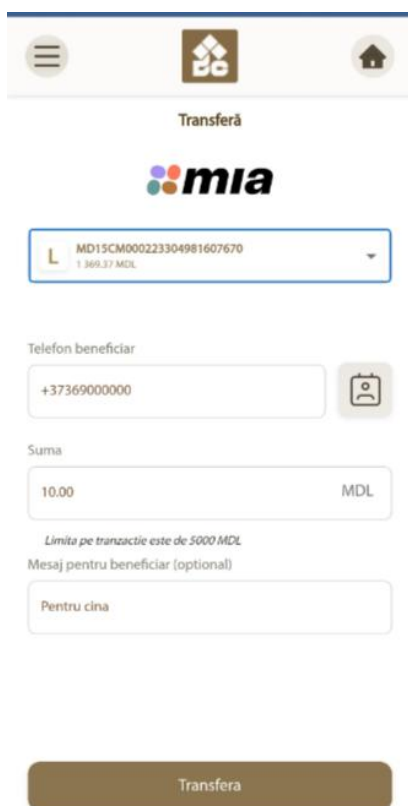 Transferă
mia
L
MD15CM000223304981607670
1 369.37 MDL
Telefon beneficiar
+37369000000
Suma
10.00 MDL
Limita pe tranzactie este de 5000 MDL
Mesaj pentru beneficiar (optional)
Pentru cina
Transfera